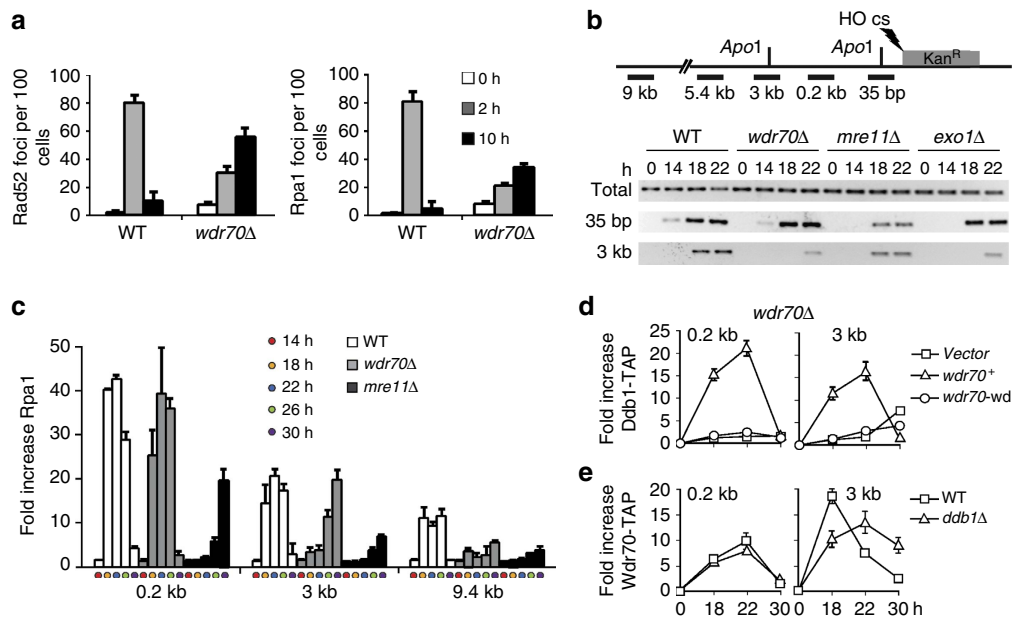 a
Rad52 foci per 100
cells
100
80
60
40
20
0
WT
wdr70Δ
Rpa1 foci per 100
cells
100
80
60
40
20
0
WT
wdr70Δ
0 h
2 h
10 h
b
HO cs
Apo1
Apo1
KanR
9 kb
5.4 kb
3 kb
0.2 kb
35 bp
WT
wdr70Δ
mre11Δ
exo1Δ
h
0 14 18 22 0 14 18 22 0 14 18 22 0 14 18 22
Total
35 bp
3 kb
c
Fold increase Rpa1
50
40
30
20
10
0
14 h
18 h
22 h
26 h
30 h
WT
wdr70Δ
mre11Δ
0.2 kb
3 kb
9.4 kb
d
wdr70Δ
Fold increase
Ddb1-TAP
25
20
15
10
5
0
0.2 kb
3 kb
Vector
wdr70+
wdr70-wd
e
Fold increase
Wdr70-TAP
20
15
10
5
0
0.2 kb
3 kb
WT
ddb1Δ
0 18 22 30 0 18 22 30 h